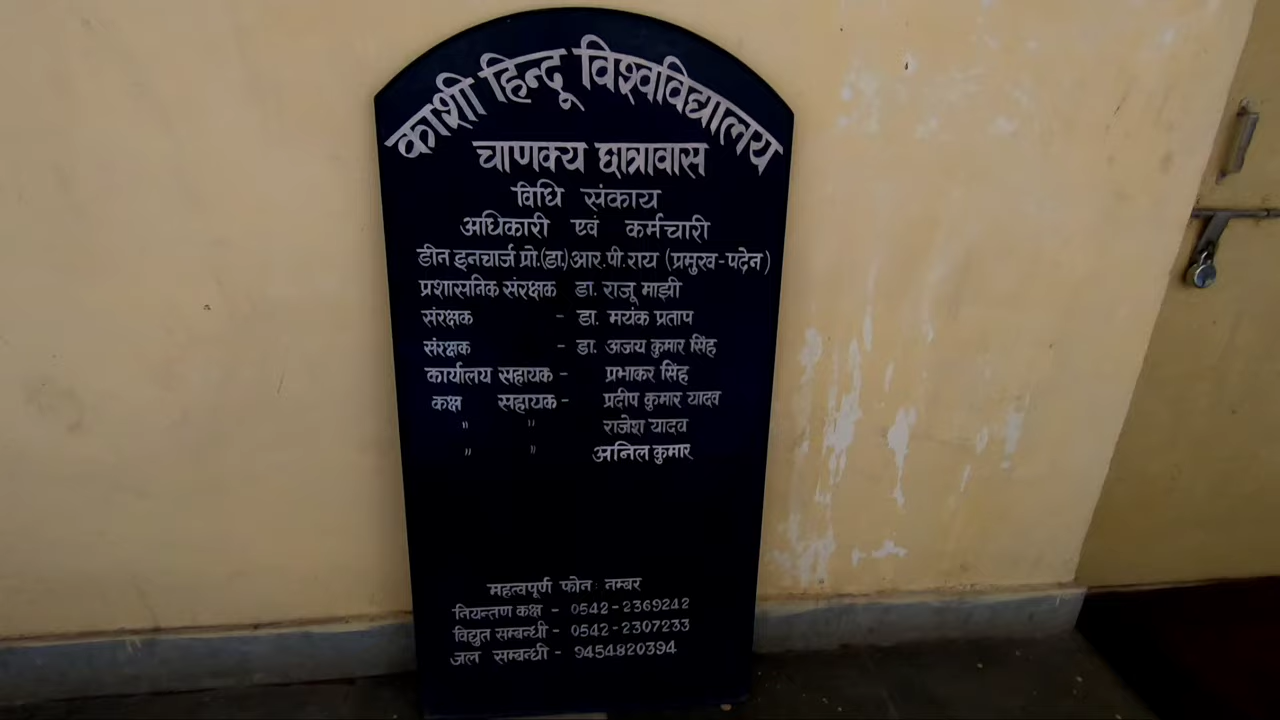 काशी हिन्दू विश्वविद्यालय
चाणक्य छात्रावास
विधि संकाय
अधिकारी एवं कर्मचारी
डीन इनचार्ज प्रो.(डा.) आर.पी.राय (प्रमुख-पदेन)
प्रशासनिक संरक्षक डा. राजू माझी
संरक्षक - डा. मयंक प्रताप
संरक्षक - डा. अजय कुमार सिंह
कार्यालय सहायक - प्रभाकर सिंह
कक्ष सहायक - प्रदीप कुमार यादव
" " राजेश यादव
" " अनिल कुमार
महत्वपूर्ण फोन: नम्बर
नियन्तण कक्ष - 0542-2369242
विद्युत सम्बन्धी - 0542-2307233
जल सम्बन्धी - 9454820394